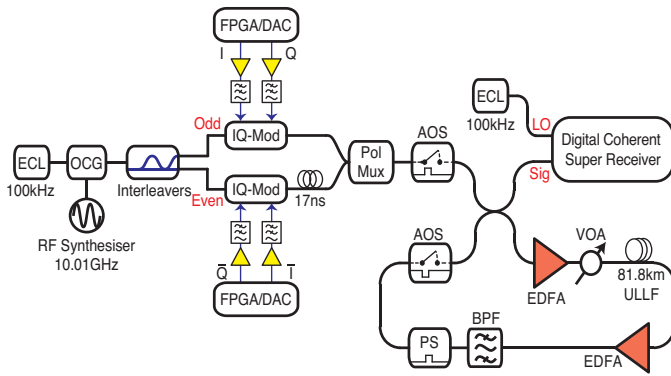 FPGA/DAC
I
Q
Odd
IQ-Mod
ECL
100kHz
OCG
Interleavers
RF Synthesiser
10.01GHz
Even
IQ-Mod
17ns
Q̅
I̅
FPGA/DAC
Pol
Mux
AOS
ECL
100kHz
LO
Sig
Digital Coherent
Super Receiver
AOS
EDFA
VOA
81.8km
ULLF
PS
BPF
EDFA